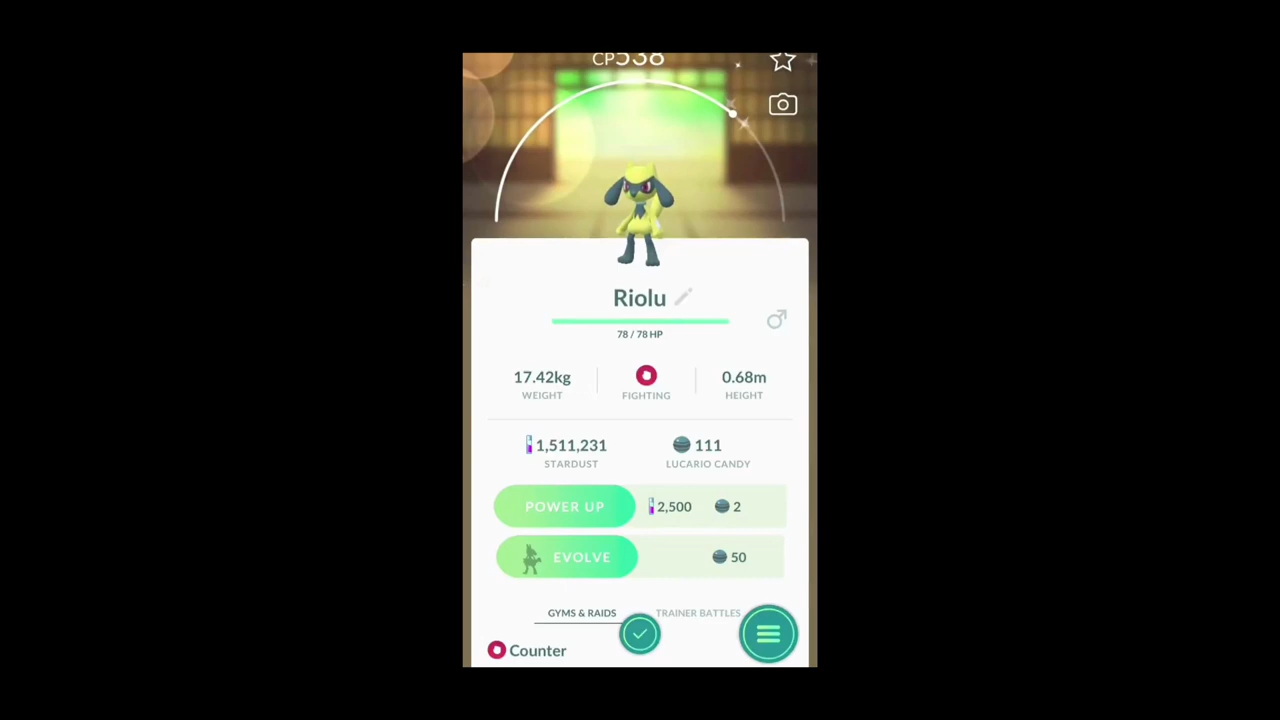 CP538
Riolu
78 / 78 HP
17.42kg
WEIGHT
FIGHTING
0.68m
HEIGHT
1,511,231
STARDUST
111
LUCARIO CANDY
POWER UP 2,500 2
EVOLVE 50
GYMS & RAIDS TRAINER BATTLES
Counter